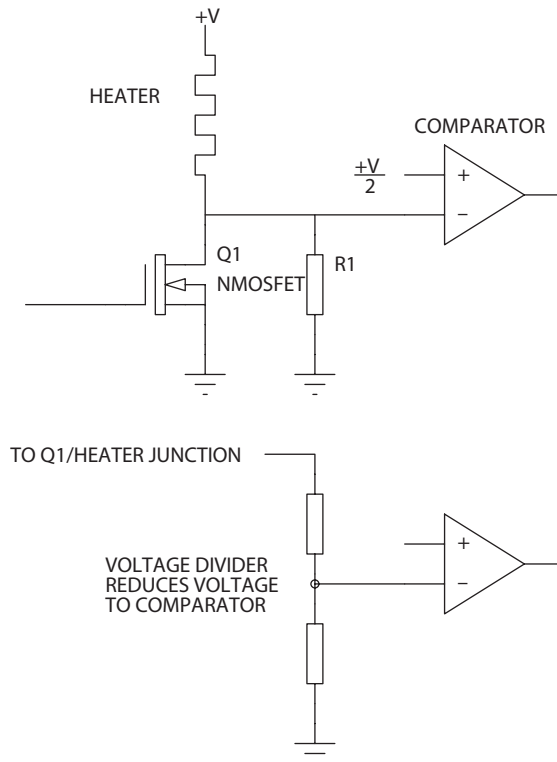 +V
HEATER
COMPARATOR
+V
2
+
−
Q1
NMOSFET
R1
TO Q1/HEATER JUNCTION
+
−
VOLTAGE DIVIDER
REDUCES VOLTAGE
TO COMPARATOR